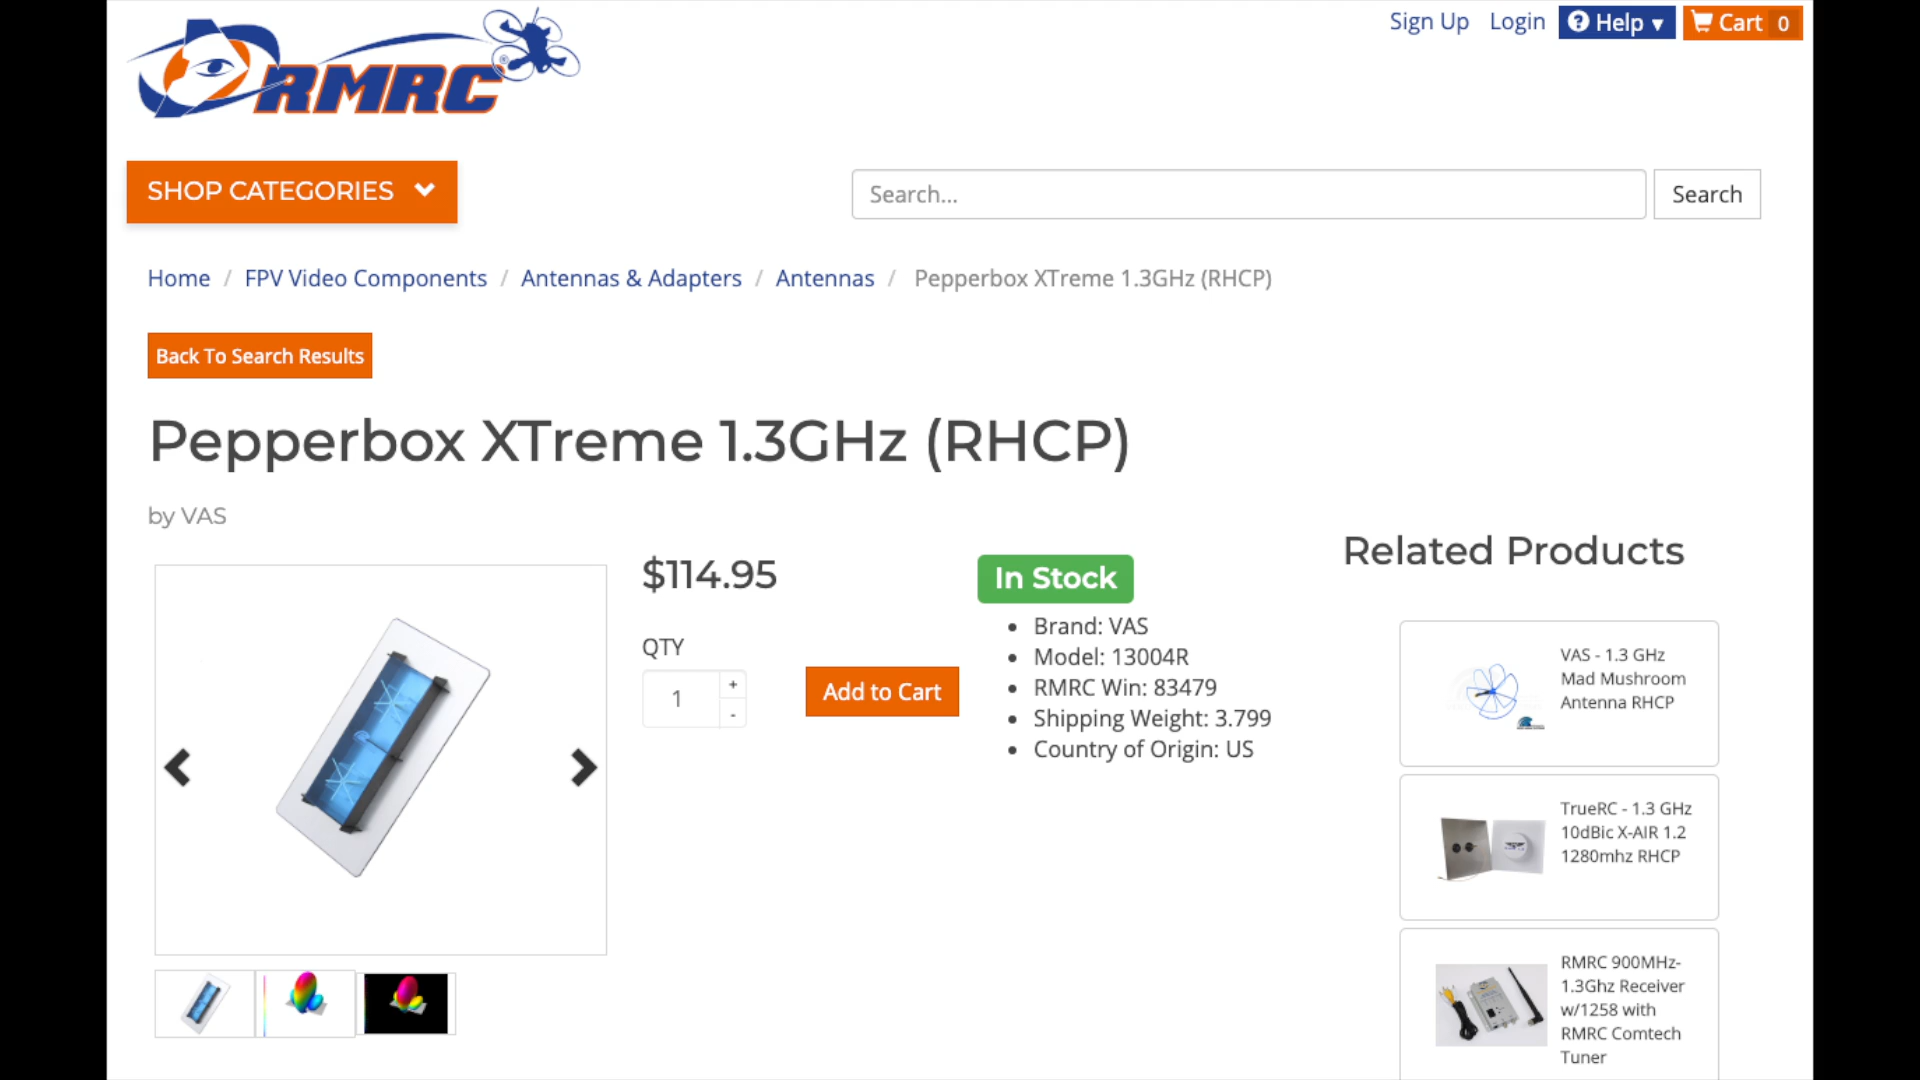 Sign Up Login Help ▾ Cart 0
RMRC®
SHOP CATEGORIES
Search... Search
Home / FPV Video Components / Antennas & Adapters / Antennas / Pepperbox XTreme 1.3GHz (RHCP)
Back To Search Results
Pepperbox XTreme 1.3GHz (RHCP)
by VAS
$114.95
QTY
1
+
-
Add to Cart
In Stock
• Brand: VAS
• Model: 13004R
• RMRC Win: 83479
• Shipping Weight: 3.799
• Country of Origin: US
Related Products
VAS - 1.3 GHz
Mad Mushroom
Antenna RHCP
TrueRC - 1.3 GHz
10dBic X-AIR 1.2
1280mhz RHCP
RMRC 900MHz-
1.3Ghz Receiver
w/1258 with
RMRC Comtech
Tuner